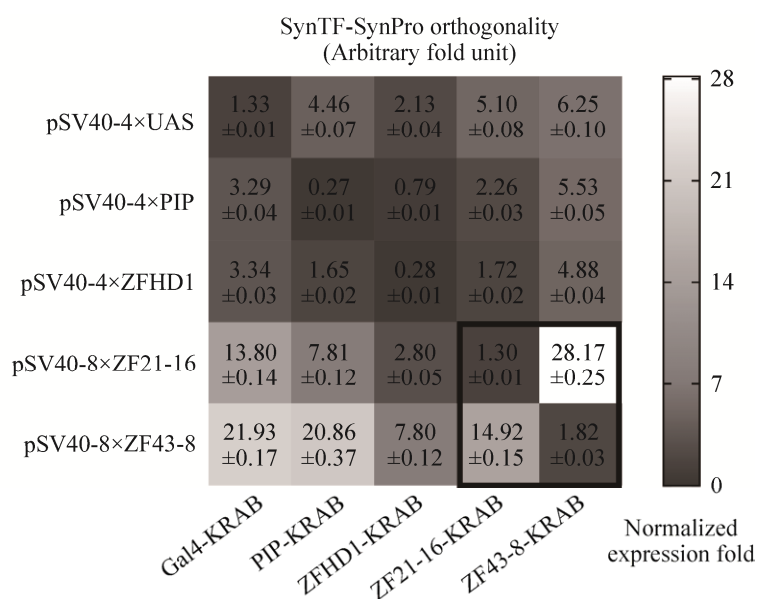 SynTF-SynPro orthogonality
(Arbitrary fold unit)
pSV40-4×UAS
1.33 4.46 2.13 5.10 6.25
±0.01 ±0.07 ±0.04 ±0.08 ±0.10
pSV40-4×PIP
3.29 0.27 0.79 2.26 5.53
±0.04 ±0.01 ±0.01 ±0.03 ±0.05
pSV40-4×ZFHD1
3.34 1.65 0.28 1.72 4.88
±0.03 ±0.02 ±0.01 ±0.02 ±0.04
pSV40-8×ZF21-16
13.80 7.81 2.80 1.30 28.17
±0.14 ±0.12 ±0.05 ±0.01 ±0.25
pSV40-8×ZF43-8
21.93 20.86 7.80 14.92 1.82
±0.17 ±0.37 ±0.12 ±0.15 ±0.03
Gal4-KRAB
PIP-KRAB
ZFHD1-KRAB
ZF21-16-KRAB
ZF43-8-KRAB
28
21
14
7
0
Normalized
expression fold